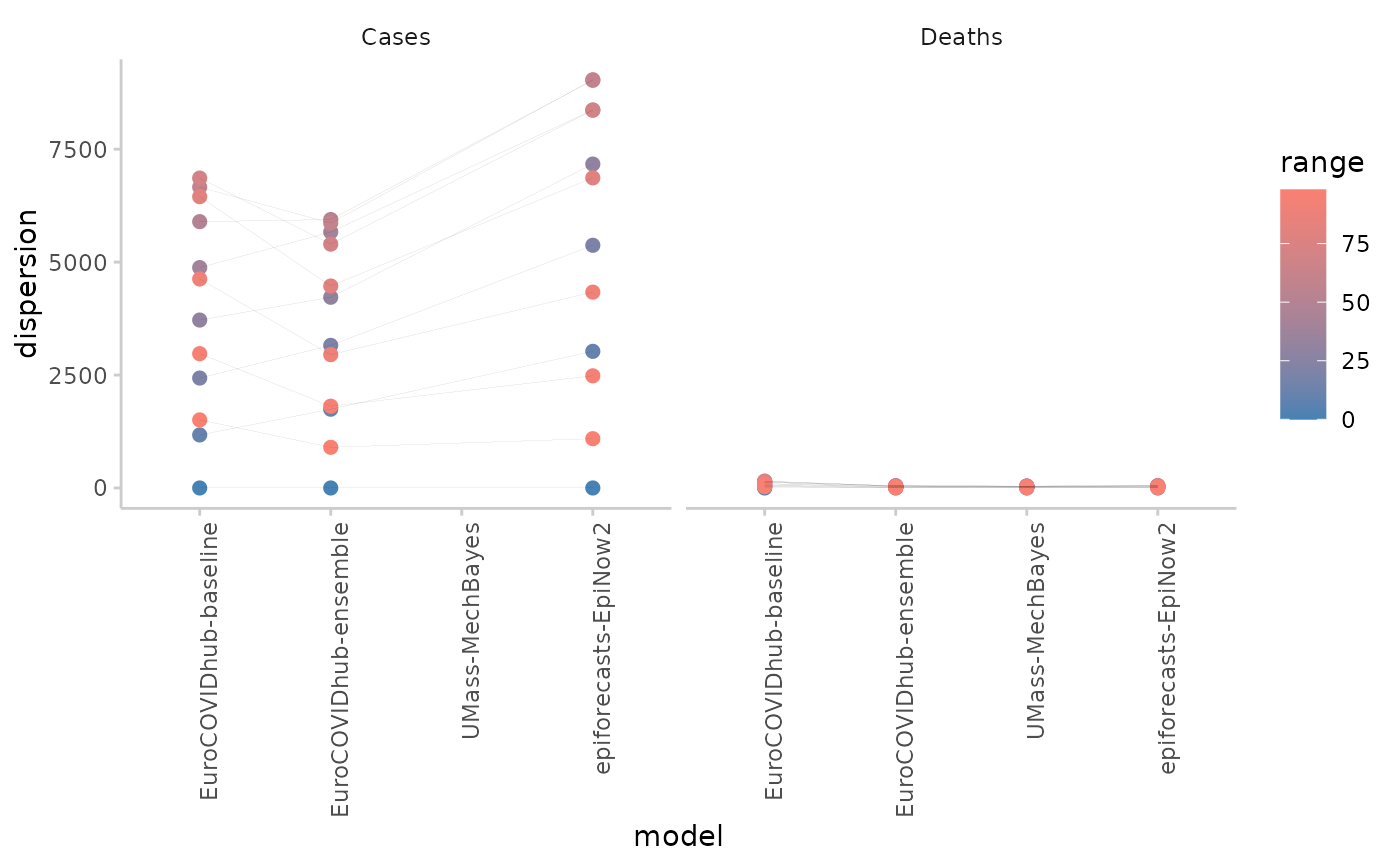 Cases
Deaths
dispersion
7500
5000
2500
0
range
75
50
25
0
EuroCOVIDhub-baseline
EuroCOVIDhub-ensemble
UMass-MechBayes
epiforecasts-EpiNow2
EuroCOVIDhub-baseline
EuroCOVIDhub-ensemble
UMass-MechBayes
epiforecasts-EpiNow2
model